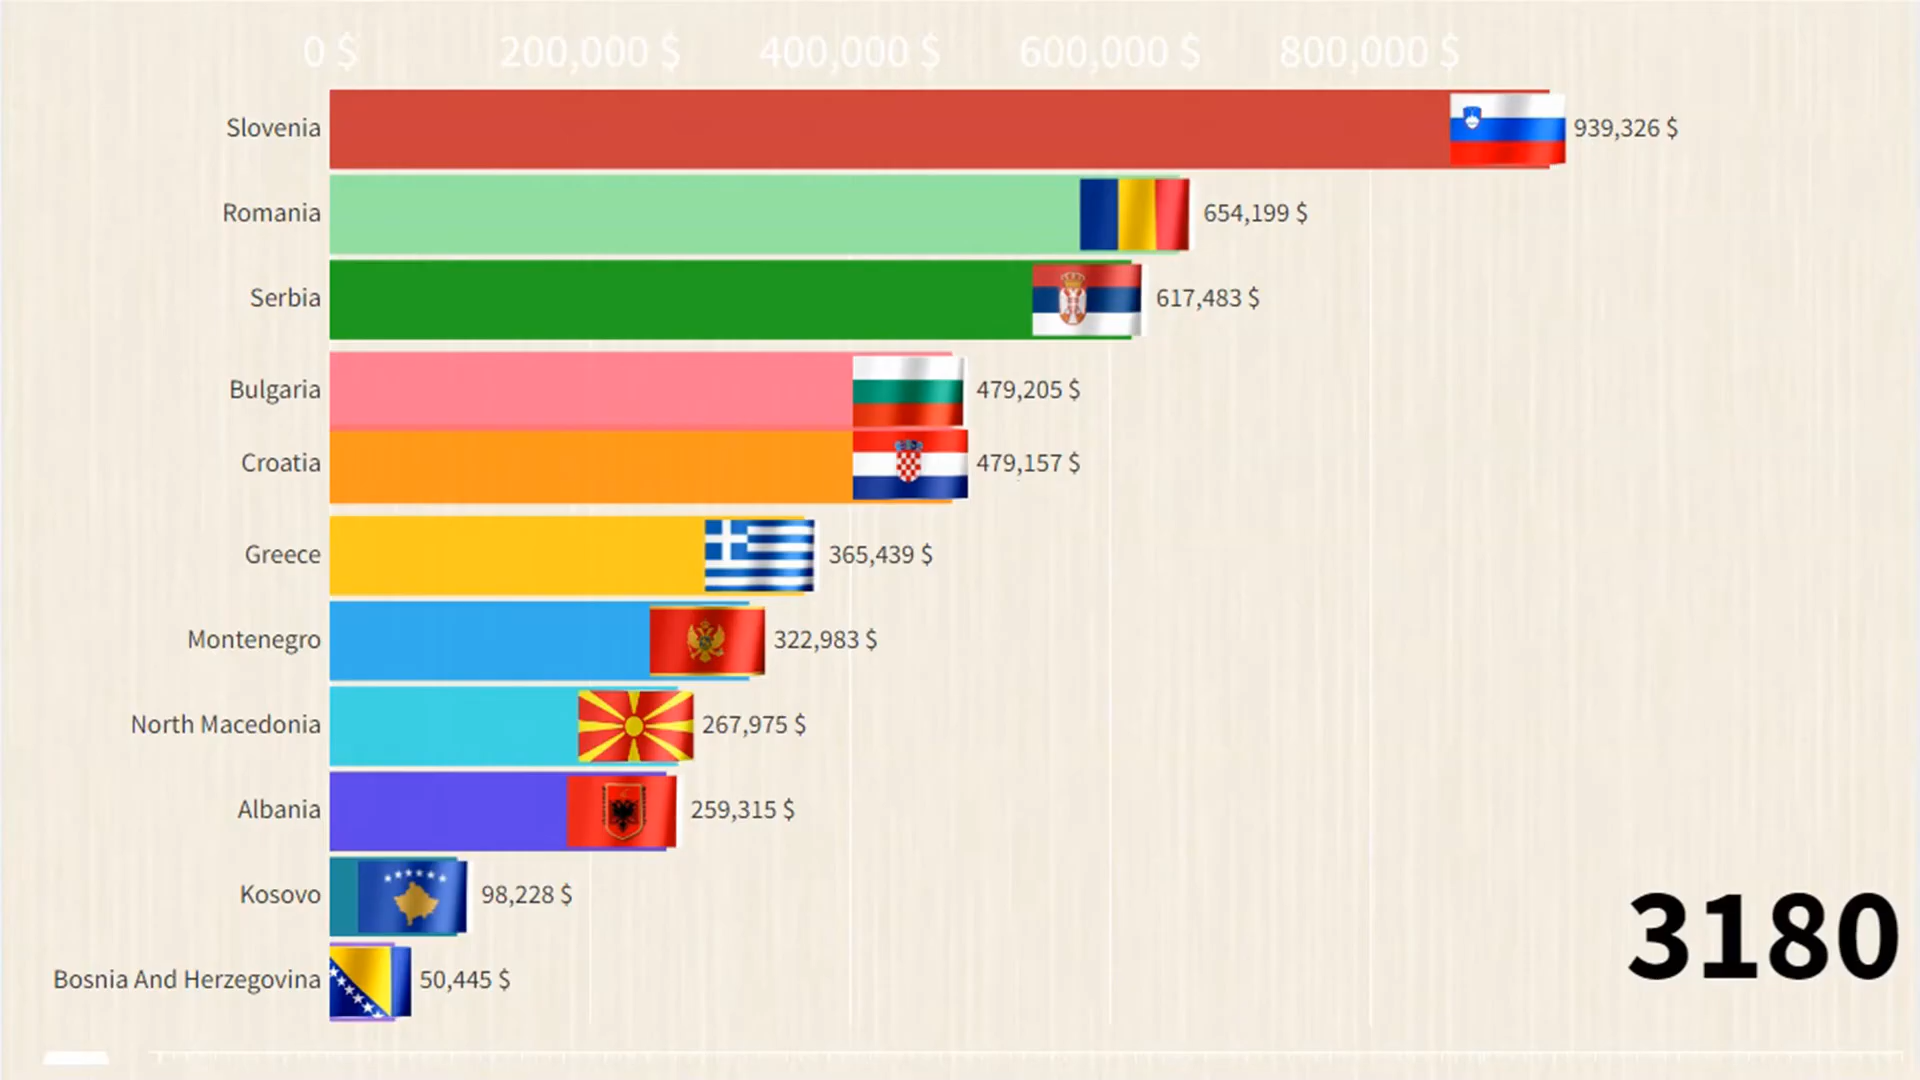 0 $ 200,000 $ 400,000 $ 600,000 $ 800,000 $
Slovenia 939,326 $
Romania 654,199 $
Serbia 617,483 $
Bulgaria 479,205 $
Croatia 479,157 $
Greece 365,439 $
Montenegro 322,983 $
North Macedonia 267,975 $
Albania 259,315 $
Kosovo 98,228 $
3180
Bosnia And Herzegovina 50,445 $